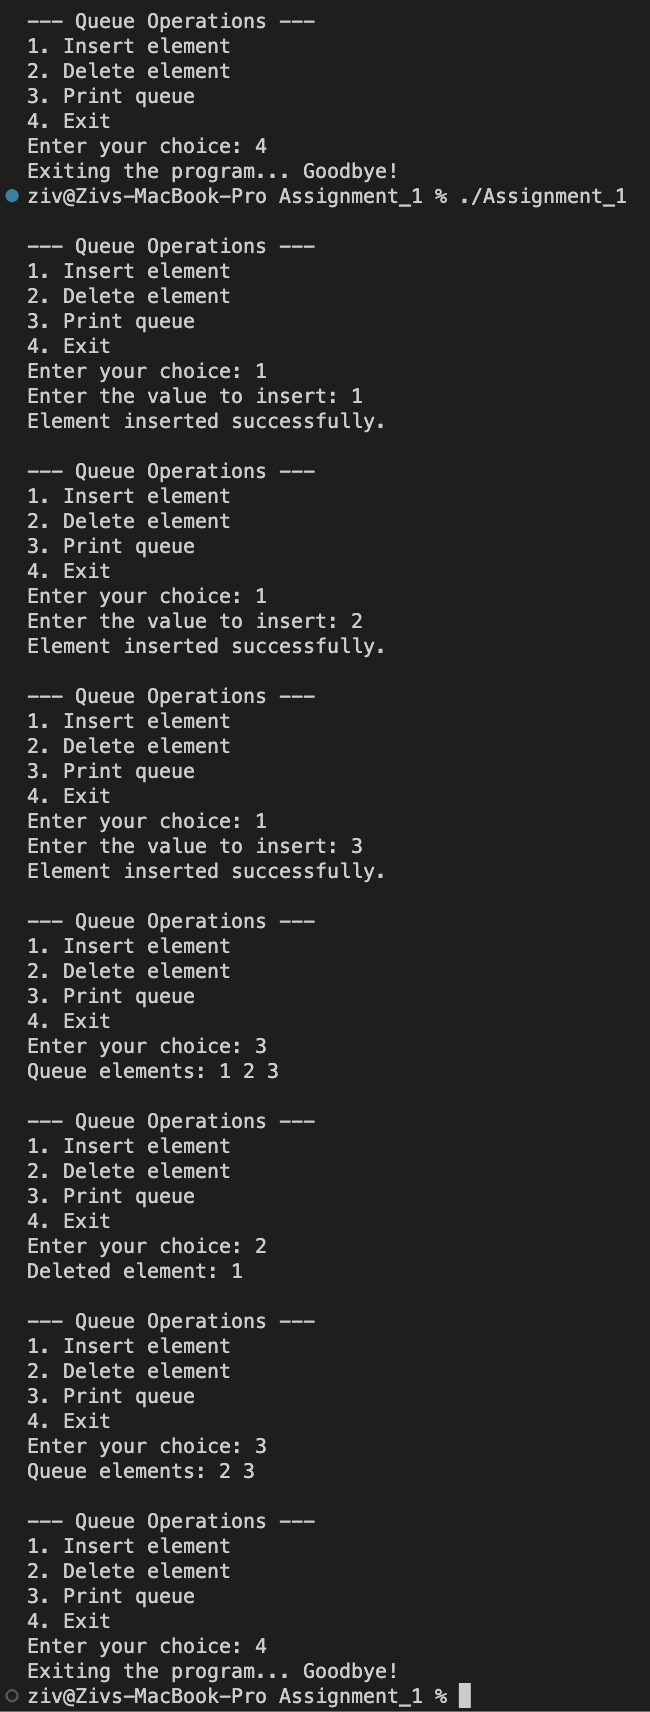 --- Queue Operations ---
1. Insert element
2. Delete element
3. Print queue
4. Exit
Enter your choice: 4
Exiting the program... Goodbye!
ziv@Zivs-MacBook-Pro Assignment_1 % ./Assignment_1

--- Queue Operations ---
1. Insert element
2. Delete element
3. Print queue
4. Exit
Enter your choice: 1
Enter the value to insert: 1
Element inserted successfully.

--- Queue Operations ---
1. Insert element
2. Delete element
3. Print queue
4. Exit
Enter your choice: 1
Enter the value to insert: 2
Element inserted successfully.

--- Queue Operations ---
1. Insert element
2. Delete element
3. Print queue
4. Exit
Enter your choice: 1
Enter the value to insert: 3
Element inserted successfully.

--- Queue Operations ---
1. Insert element
2. Delete element
3. Print queue
4. Exit
Enter your choice: 3
Queue elements: 1 2 3

--- Queue Operations ---
1. Insert element
2. Delete element
3. Print queue
4. Exit
Enter your choice: 2
Deleted element: 1

--- Queue Operations ---
1. Insert element
2. Delete element
3. Print queue
4. Exit
Enter your choice: 3
Queue elements: 2 3

--- Queue Operations ---
1. Insert element
2. Delete element
3. Print queue
4. Exit
Enter your choice: 4
Exiting the program... Goodbye!
ziv@Zivs-MacBook-Pro Assignment_1 %